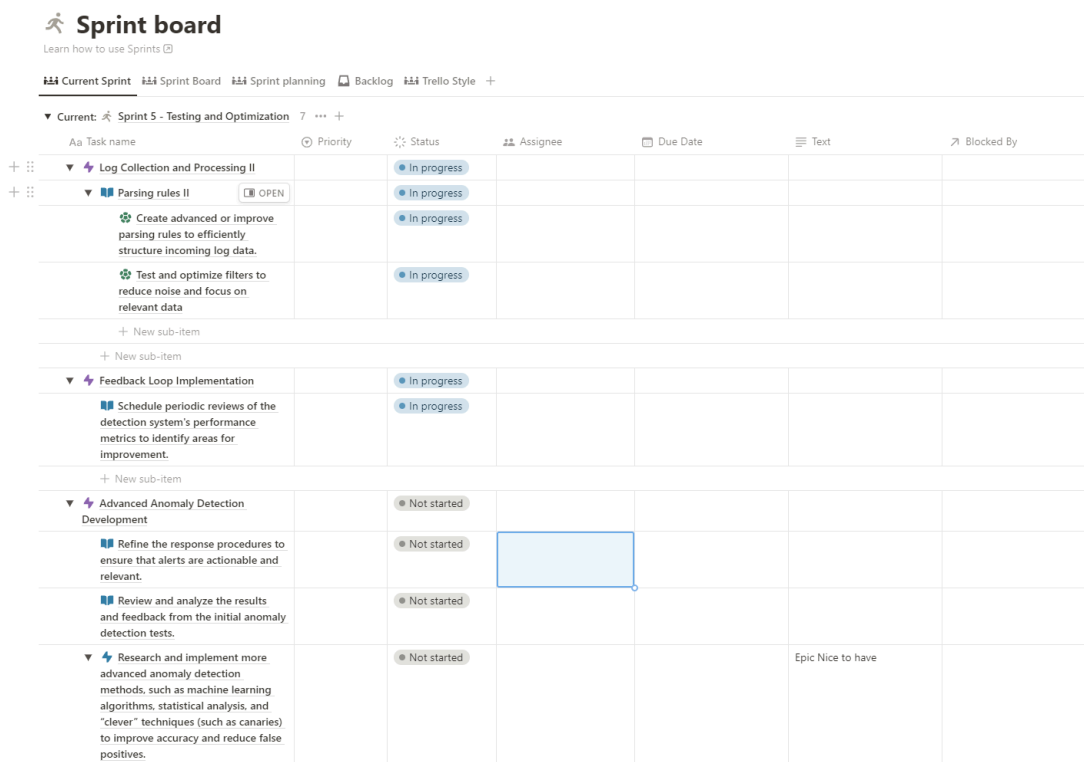 Sprint board
Learn how to use Sprints
Current Sprint Sprint Board Sprint planning Backlog Trello Style
Current: Sprint 5 - Testing and Optimization 7
Aa Task name Priority Status Assignee Due Date Text Blocked By
Log Collection and Processing II In progress
Parsing rules II OPEN In progress
Create advanced or improve In progress
parsing rules to efficiently
structure incoming log data.
Test and optimize filters to In progress
reduce noise and focus on
relevant data
New sub-item
New sub-item
Feedback Loop Implementation In progress
Schedule periodic reviews of the In progress
detection system's performance
metrics to identify areas for
improvement.
New sub-item
Advanced Anomaly Detection Not started
Development
Refine the response procedures to Not started
ensure that alerts are actionable and
relevant.
Review and analyze the results Not started
and feedback from the initial anomaly
detection tests.
Research and implement more Not started Epic Nice to have
advanced anomaly detection
methods, such as machine learning
algorithms, statistical analysis, and
"clever" techniques (such as canaries)
to improve accuracy and reduce false
positives.